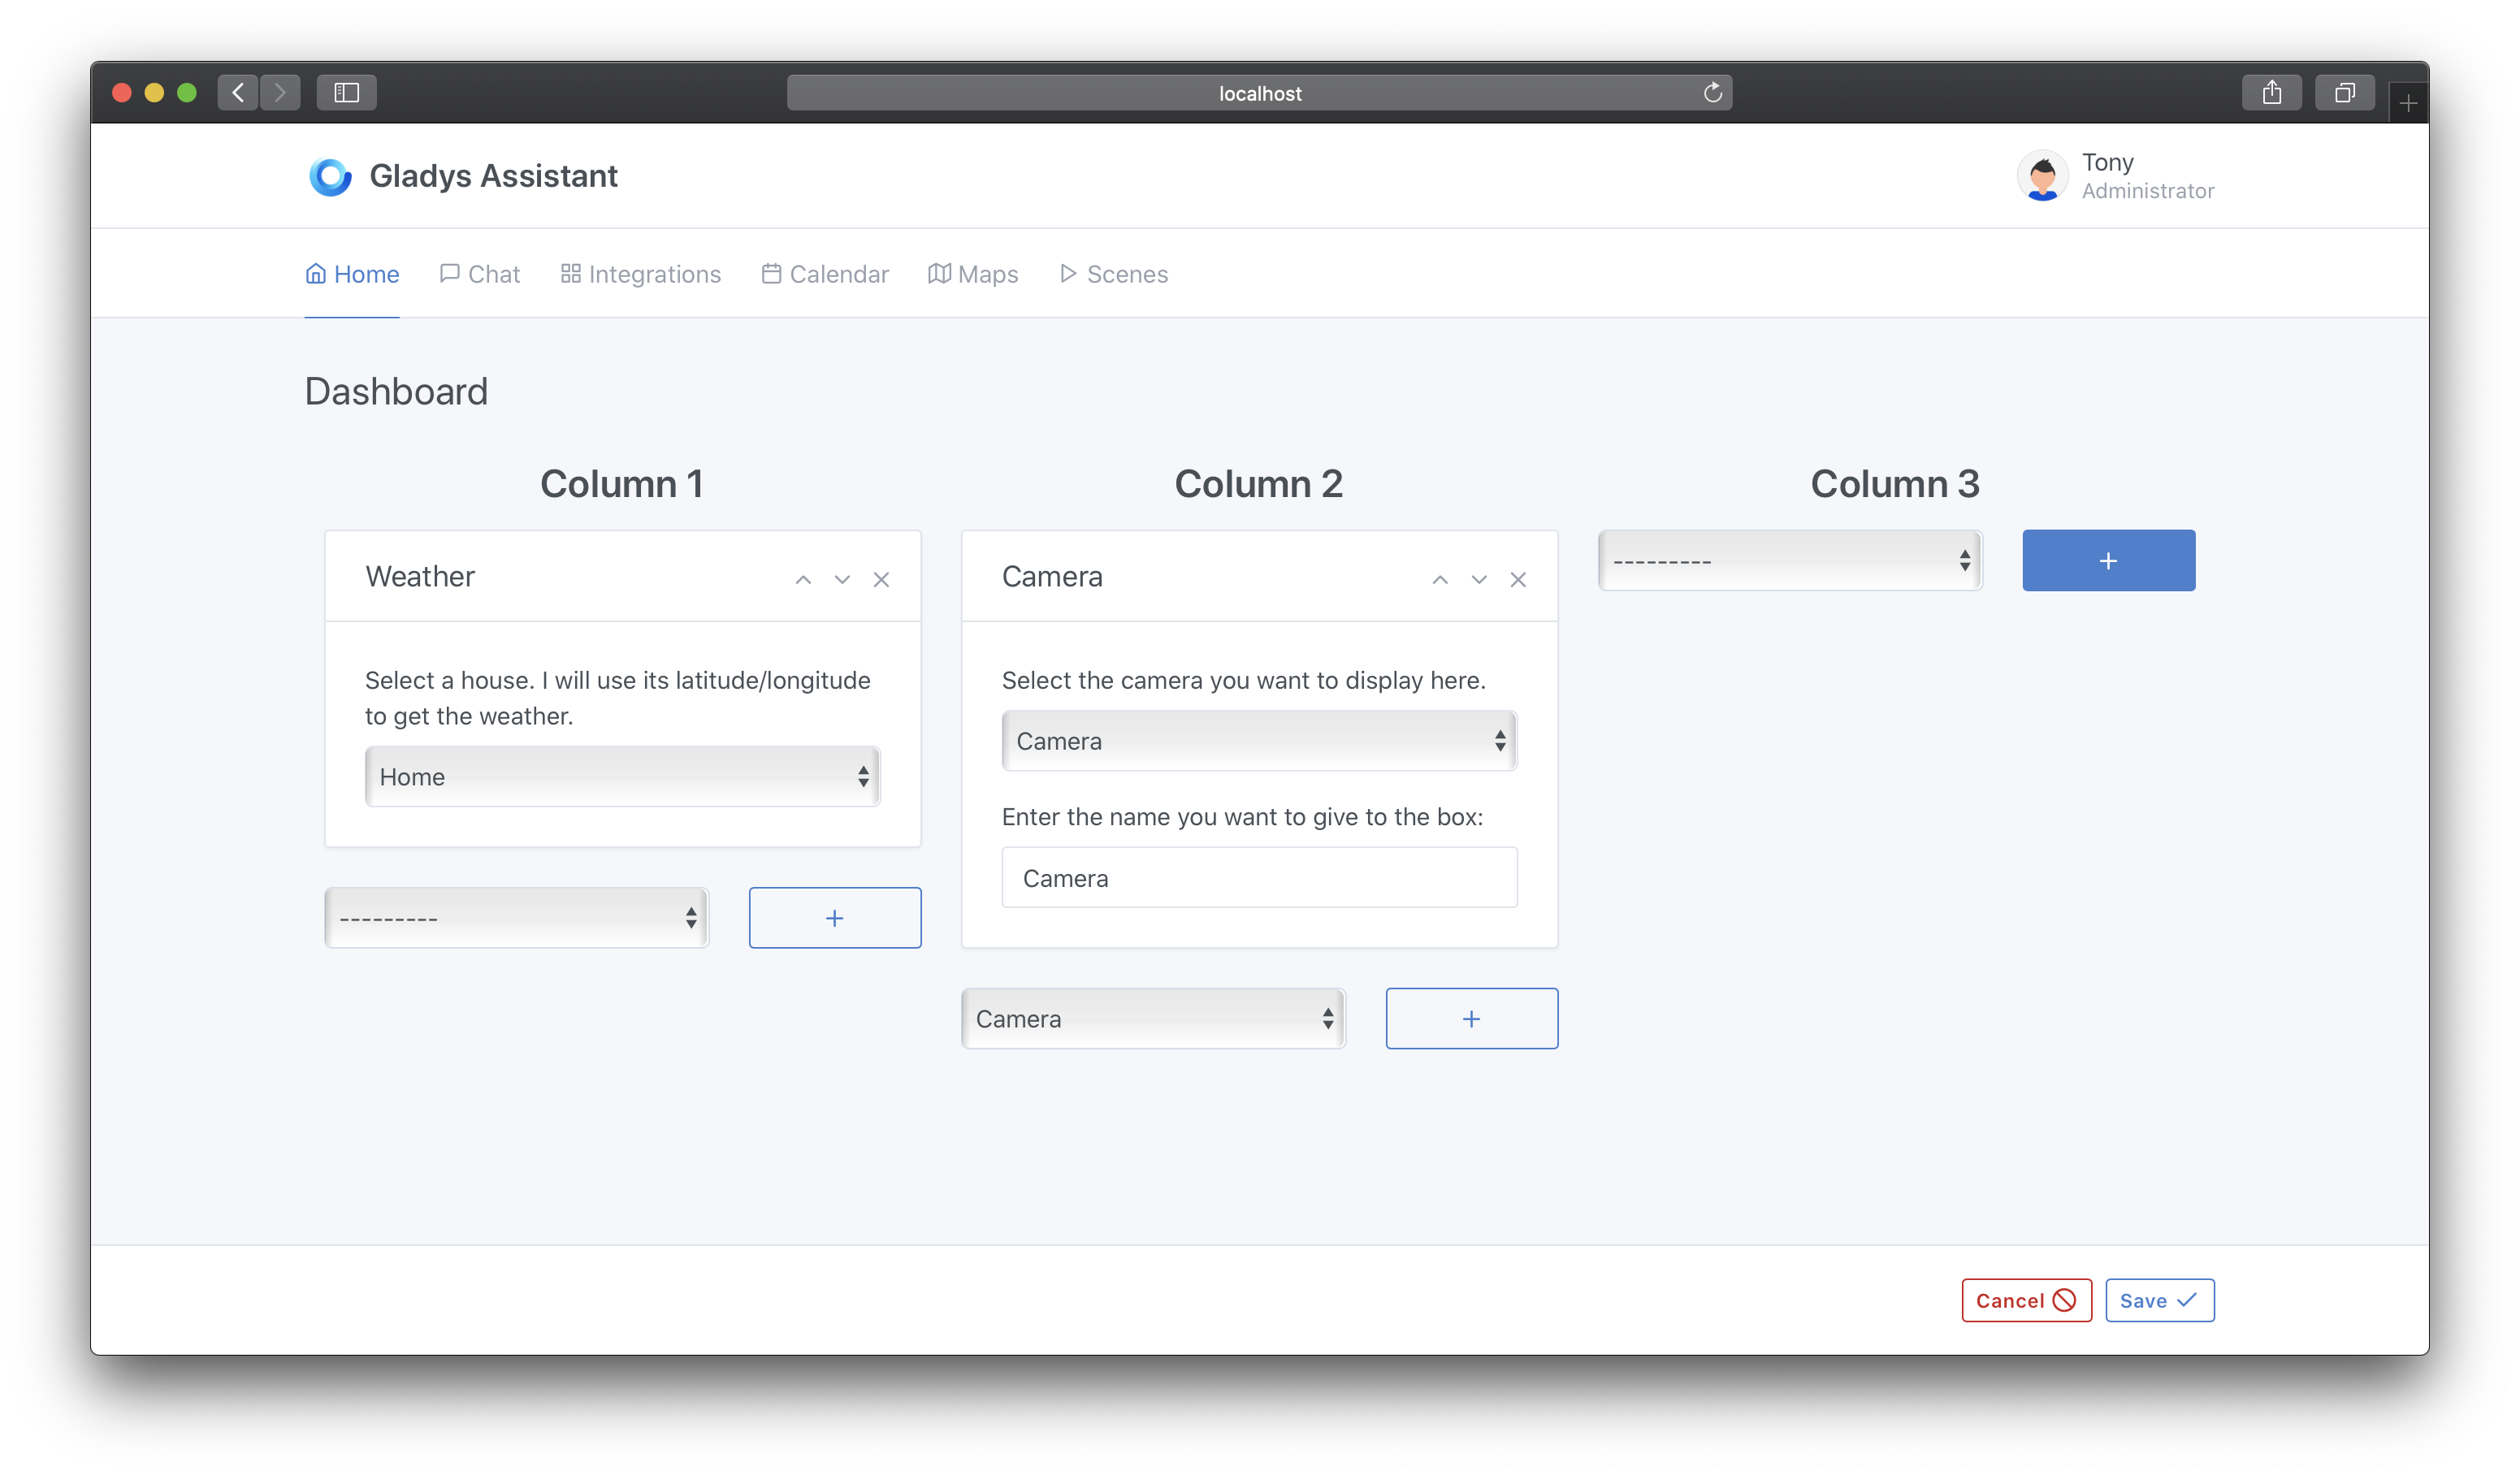 localhost
Gladys Assistant
Tony
Administrator
Home
Chat
Integrations
Calendar
Maps
Scenes
Dashboard
Column 1
Weather
Select a house. I will use its latitude/longitude
to get the weather.
Home
---------
+
Column 2
Camera
Select the camera you want to display here.
Camera
Enter the name you want to give to the box:
Camera
Camera
+
Column 3
---------
+
Cancel
Save